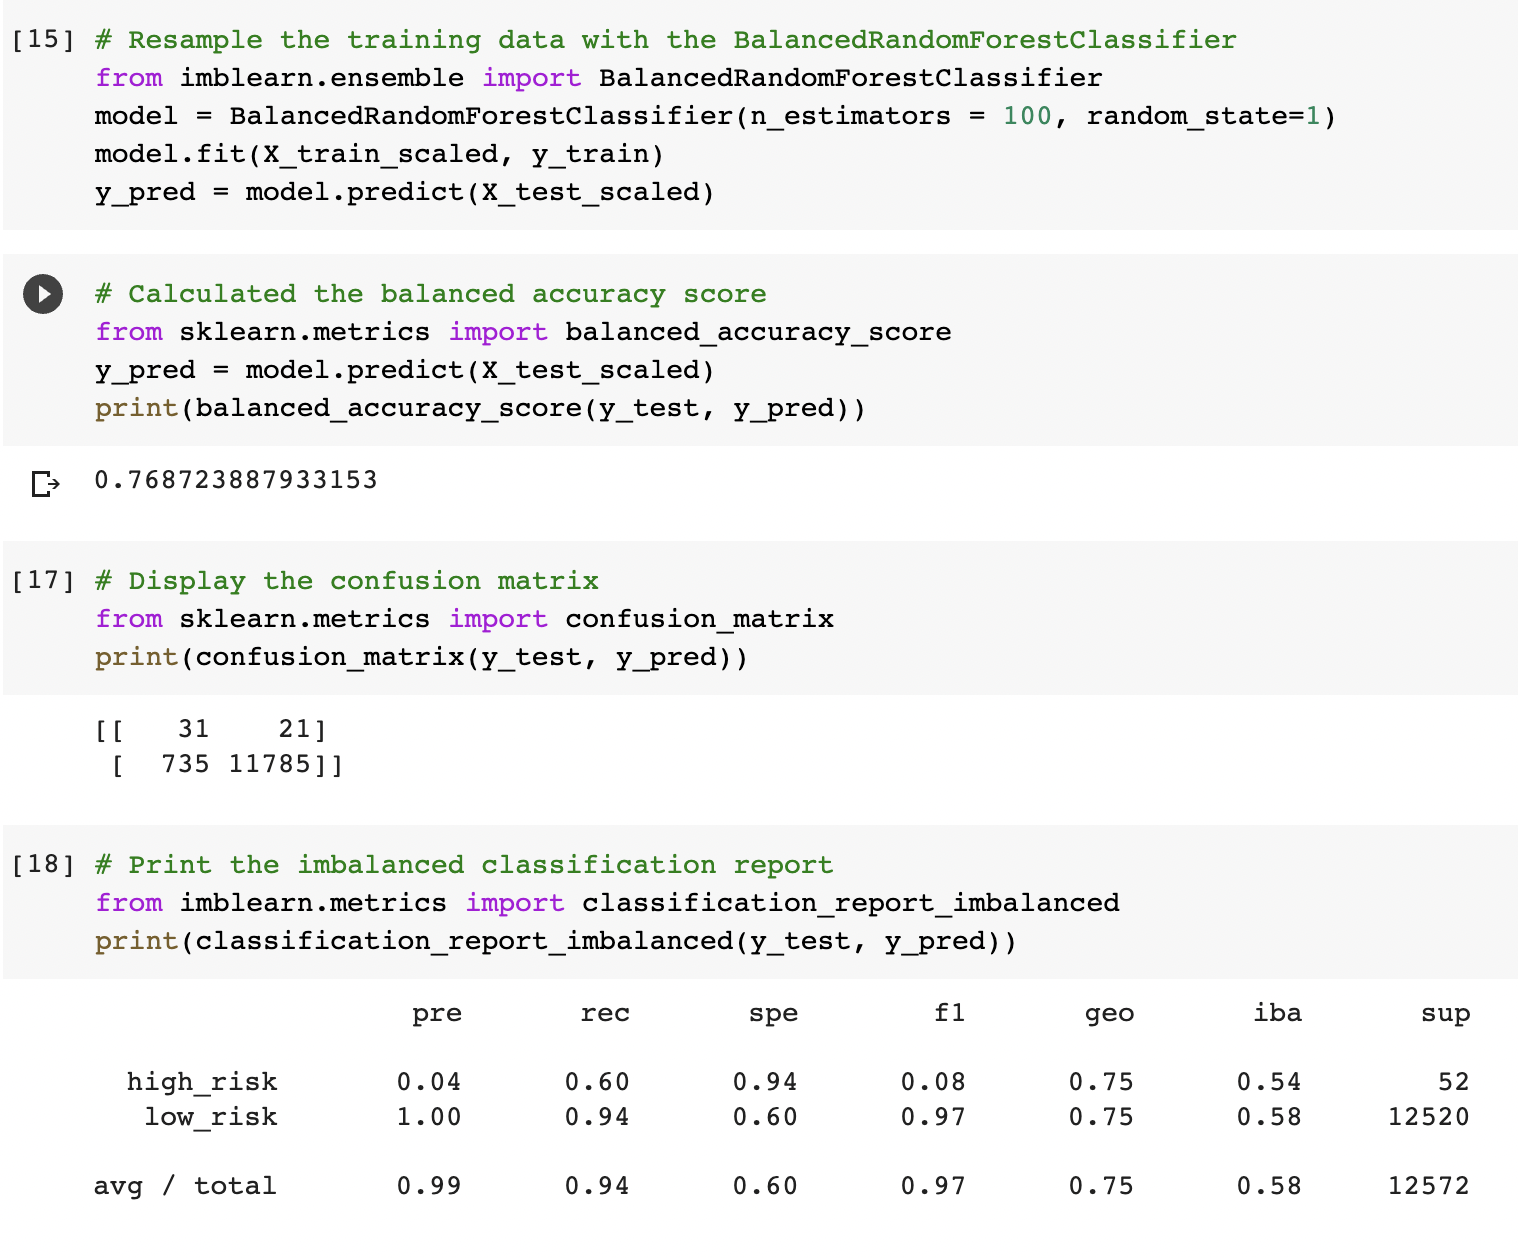 [15] # Resample the training data with the BalancedRandomForestClassifier
from imblearn.ensemble import BalancedRandomForestClassifier
model = BalancedRandomForestClassifier(n_estimators = 100, random_state=1)
model.fit(X_train_scaled, y_train)
y_pred = model.predict(X_test_scaled)
# Calculated the balanced accuracy score
from sklearn.metrics import balanced_accuracy_score
y_pred = model.predict(X_test_scaled)
print(balanced_accuracy_score(y_test, y_pred))
0.768723887933153
[17] # Display the confusion matrix
from sklearn.metrics import confusion_matrix
print(confusion_matrix(y_test, y_pred))
[[   31    21]
 [  735 11785]]
[18] # Print the imbalanced classification report
from imblearn.metrics import classification_report_imbalanced
print(classification_report_imbalanced(y_test, y_pred))
pre rec spe f1 geo iba sup
high_risk 0.04 0.60 0.94 0.08 0.75 0.54 52
low_risk 1.00 0.94 0.60 0.97 0.75 0.58 12520
avg / total 0.99 0.94 0.60 0.97 0.75 0.58 12572